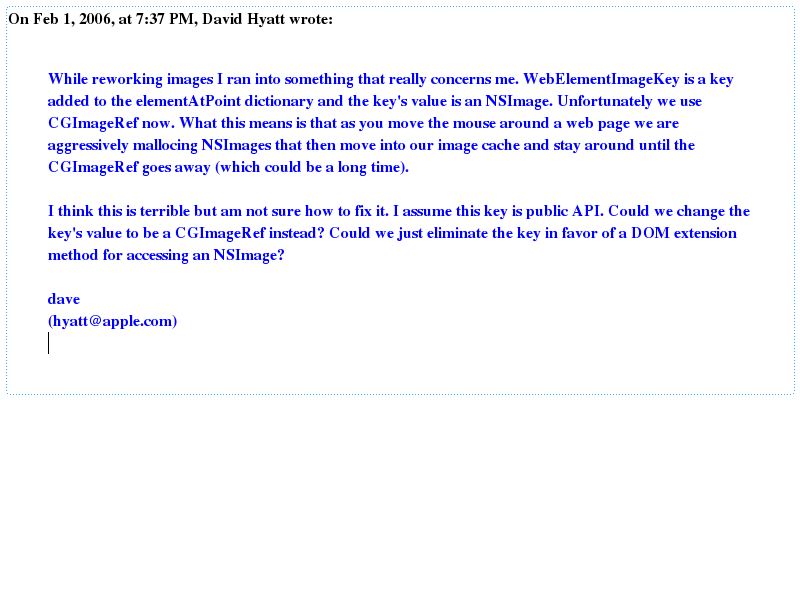 On Feb 1, 2006, at 7:37 PM, David Hyatt wrote:
While reworking images I ran into something that really concerns me. WebElementImageKey is a key
added to the elementAtPoint dictionary and the key's value is an NSImage. Unfortunately we use
CGImageRef now. What this means is that as you move the mouse around a web page we are
aggressively mallocing NSImages that then move into our image cache and stay around until the
CGImageRef goes away (which could be a long time).
I think this is terrible but am not sure how to fix it. I assume this key is public API. Could we change the
key's value to be a CGImageRef instead? Could we just eliminate the key in favor of a DOM extension
method for accessing an NSImage?
dave
(hyatt@apple.com)